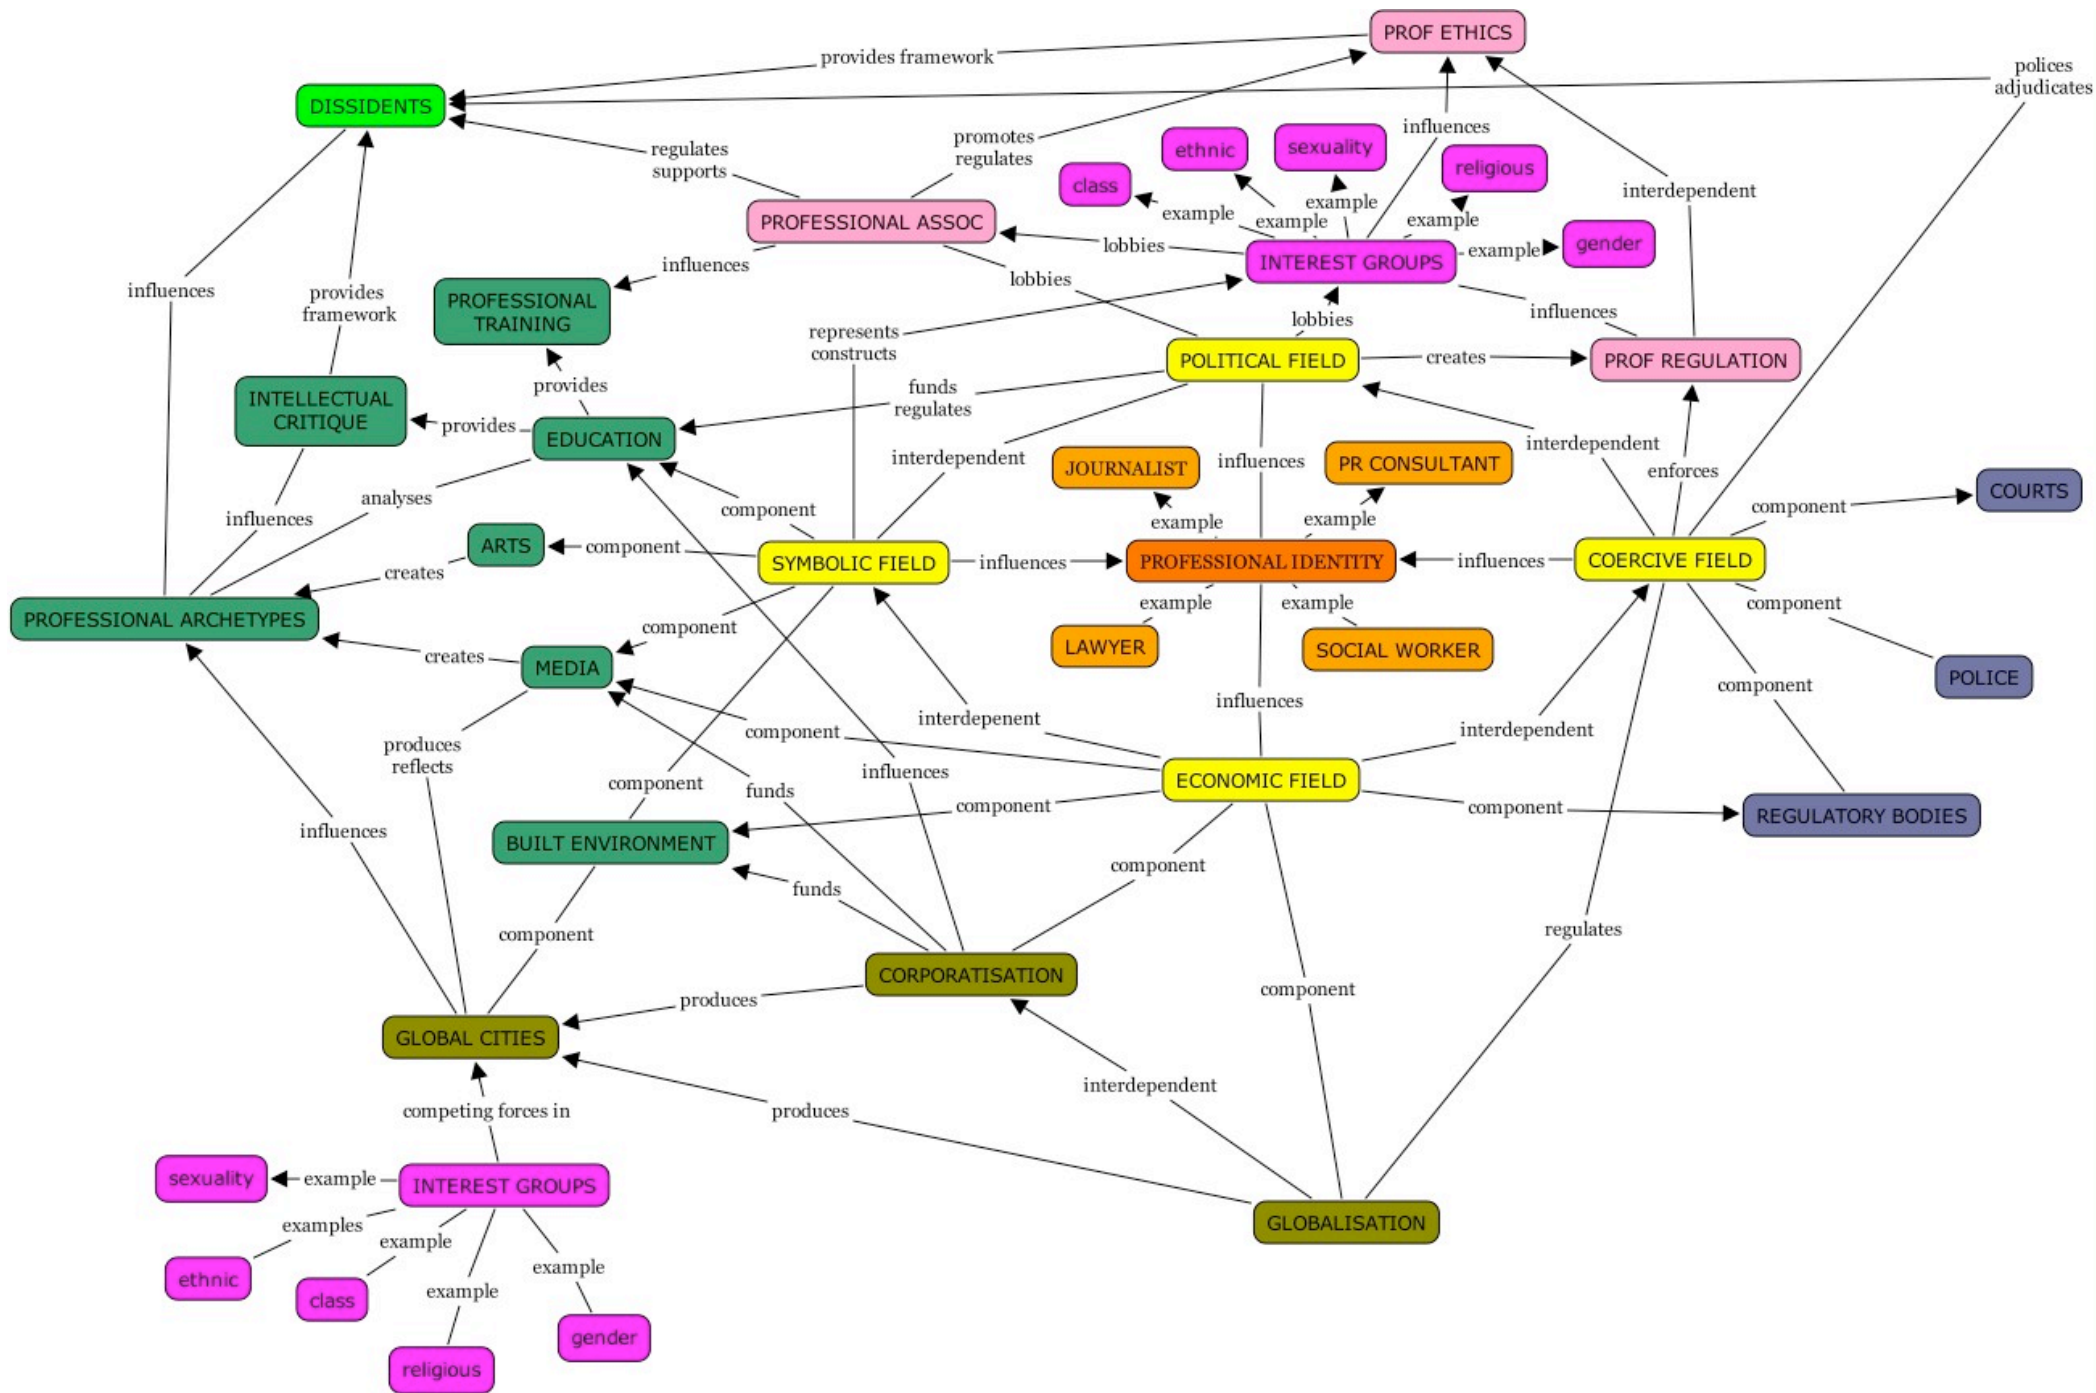 PROF ETHICS
provides framework
polices
adjudicates
DISSIDENTS
promotes
regulates
influences
ethnic
sexuality
religious
regulates
supports
class
example
example
example
example
interdependent
PROFESSIONAL ASSOC
lobbies
example
gender
INTEREST GROUPS
influences
lobbies
influences
provides
framework
PROFESSIONAL
TRAINING
represents
constructs
lobbies
influences
POLITICAL FIELD
creates
PROF REGULATION
provides
funds
regulates
INTELLECTUAL
CRITIQUE
provides
EDUCATION
interdependent
interdependent
JOURNALIST
influences
PR CONSULTANT
enforces
COURTS
analyses
component
component
influences
example
example
ARTS
component
SYMBOLIC FIELD
influences
PROFESSIONAL IDENTITY
influences
COERCIVE FIELD
creates
example
example
component
PROFESSIONAL ARCHETYPES
component
creates
MEDIA
LAWYER
SOCIAL WORKER
POLICE
component
influences
interdepenent
component
interdependent
produces
reflects
influences
component
funds
ECONOMIC FIELD
component
component
REGULATORY BODIES
influences
BUILT ENVIRONMENT
component
funds
component
regulates
CORPORATISATION
component
produces
GLOBAL CITIES
interdependent
competing forces in
produces
sexuality
example
INTEREST GROUPS
examples
GLOBALISATION
example
example
ethnic
class
example
gender
religious